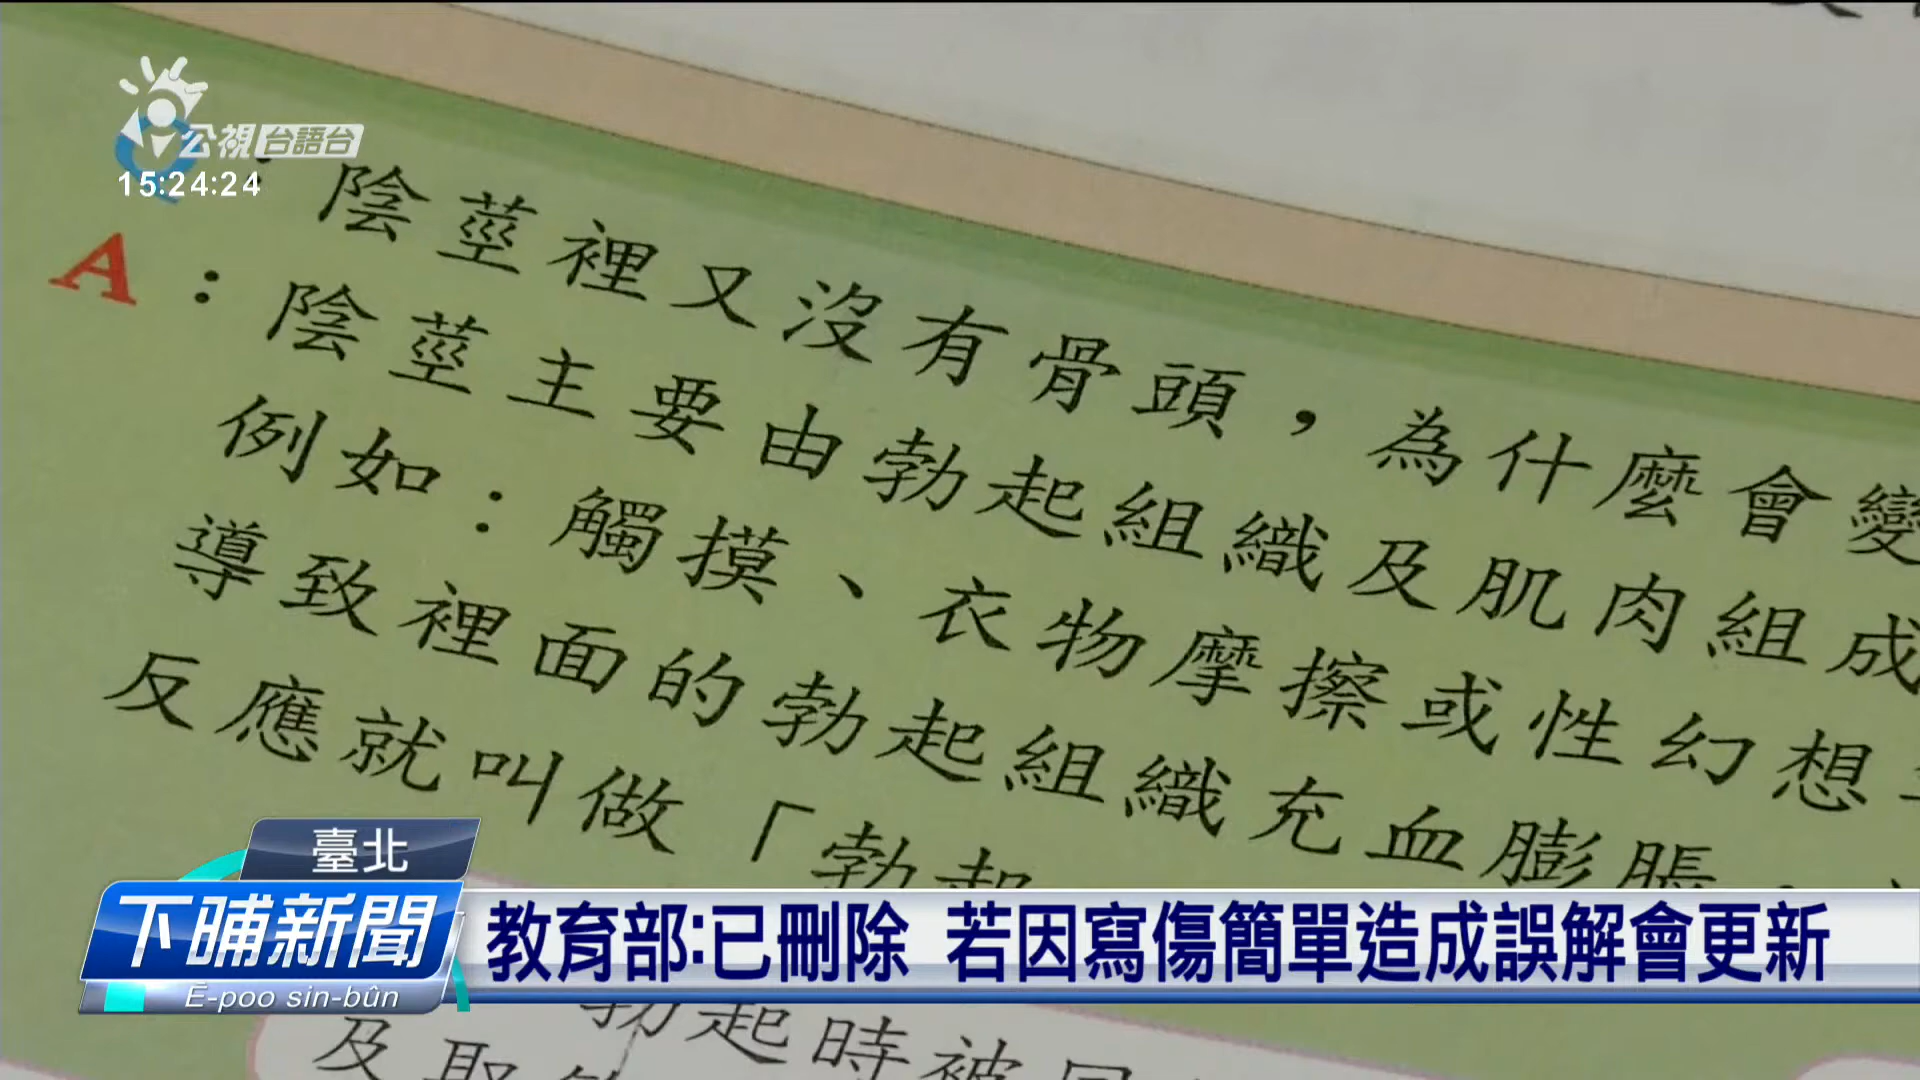 公視台語台
15:24:24
：陰莖裡又沒有骨頭，為什麼會變
A：陰莖主要由勃起組織及肌肉組成
例如：觸摸、衣物摩擦或性幻想
導致裡面的勃起組織充血膨脹，
反應就叫做「勃起
臺北
下晡新聞
E-poo sin-bûn
教育部:已刪除 若因寫傷簡單造成誤解會更新
勃起時被
及